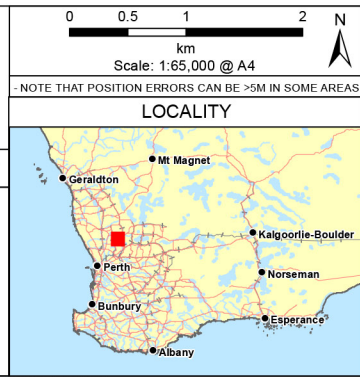 0 0.5 1 2
km
N
Scale: 1:65,000 @ A4
- NOTE THAT POSITION ERRORS CAN BE >5M IN SOME AREAS
LOCALITY
Mt Magnet
Geraldton
Kalgoorlie-Boulder
Perth
Norseman
Bunbury
Esperance
Albany